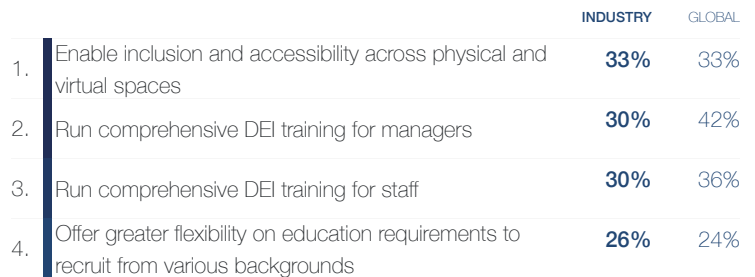 INDUSTRY GLOBAL
1. Enable inclusion and accessibility across physical and
virtual spaces 33% 33%
2. Run comprehensive DEI training for managers 30% 42%
3. Run comprehensive DEI training for staff 30% 36%
4. Offer greater flexibility on education requirements to
recruit from various backgrounds 26% 24%